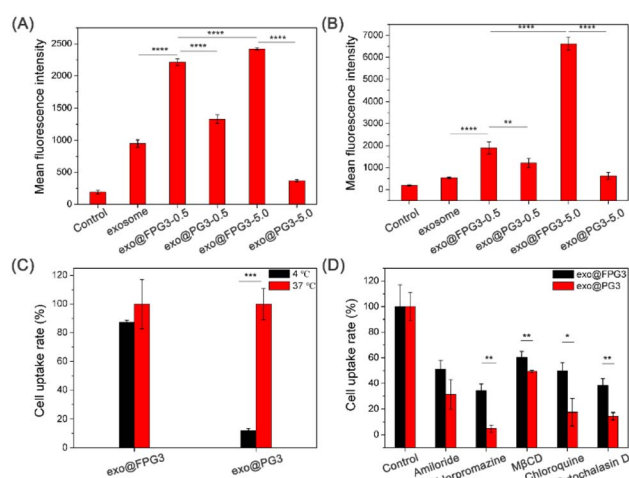 (A)
2500
2000
1500
1000
500
0
Mean fluorescence intensity
****
****
****
****
Control
exosome
exo@FPG3-0.5
exo@PG3-0.5
exo@FPG3-5.0
exo@PG3-5.0
(B)
7000
6000
5000
4000
3000
2000
1000
0
Mean fluorescence intensity
****
****
****
**
Control
exosome
exo@FPG3-0.5
exo@PG3-0.5
exo@FPG3-5.0
exo@PG3-5.0
(C)
120
100
80
60
40
20
0
Cell uptake rate (%)
***
4 ℃
37 ℃
exo@FPG3
exo@PG3
(D)
140
120
100
80
60
40
20
0
Cell uptake rate (%)
exo@FPG3
exo@PG3
**
**
*
**
Control
Amiloride
hlorpromazine
MβCD
Chloroquine
ytochalasin D